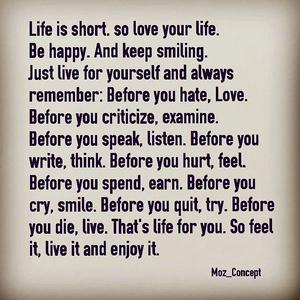 Life is short. so love your life.
Be happy. And keep smiling.
Just live for yourself and always
remember: Before you hate, Love.
Before you criticize, examine.
Before you speak, listen. Before you
write, think. Before you hurt, feel.
Before you spend, earn. Before you
cry, smile. Before you quit, try. Before
you die, live. That's life for you. So feel
it, live it and enjoy it.
Moz_Concept